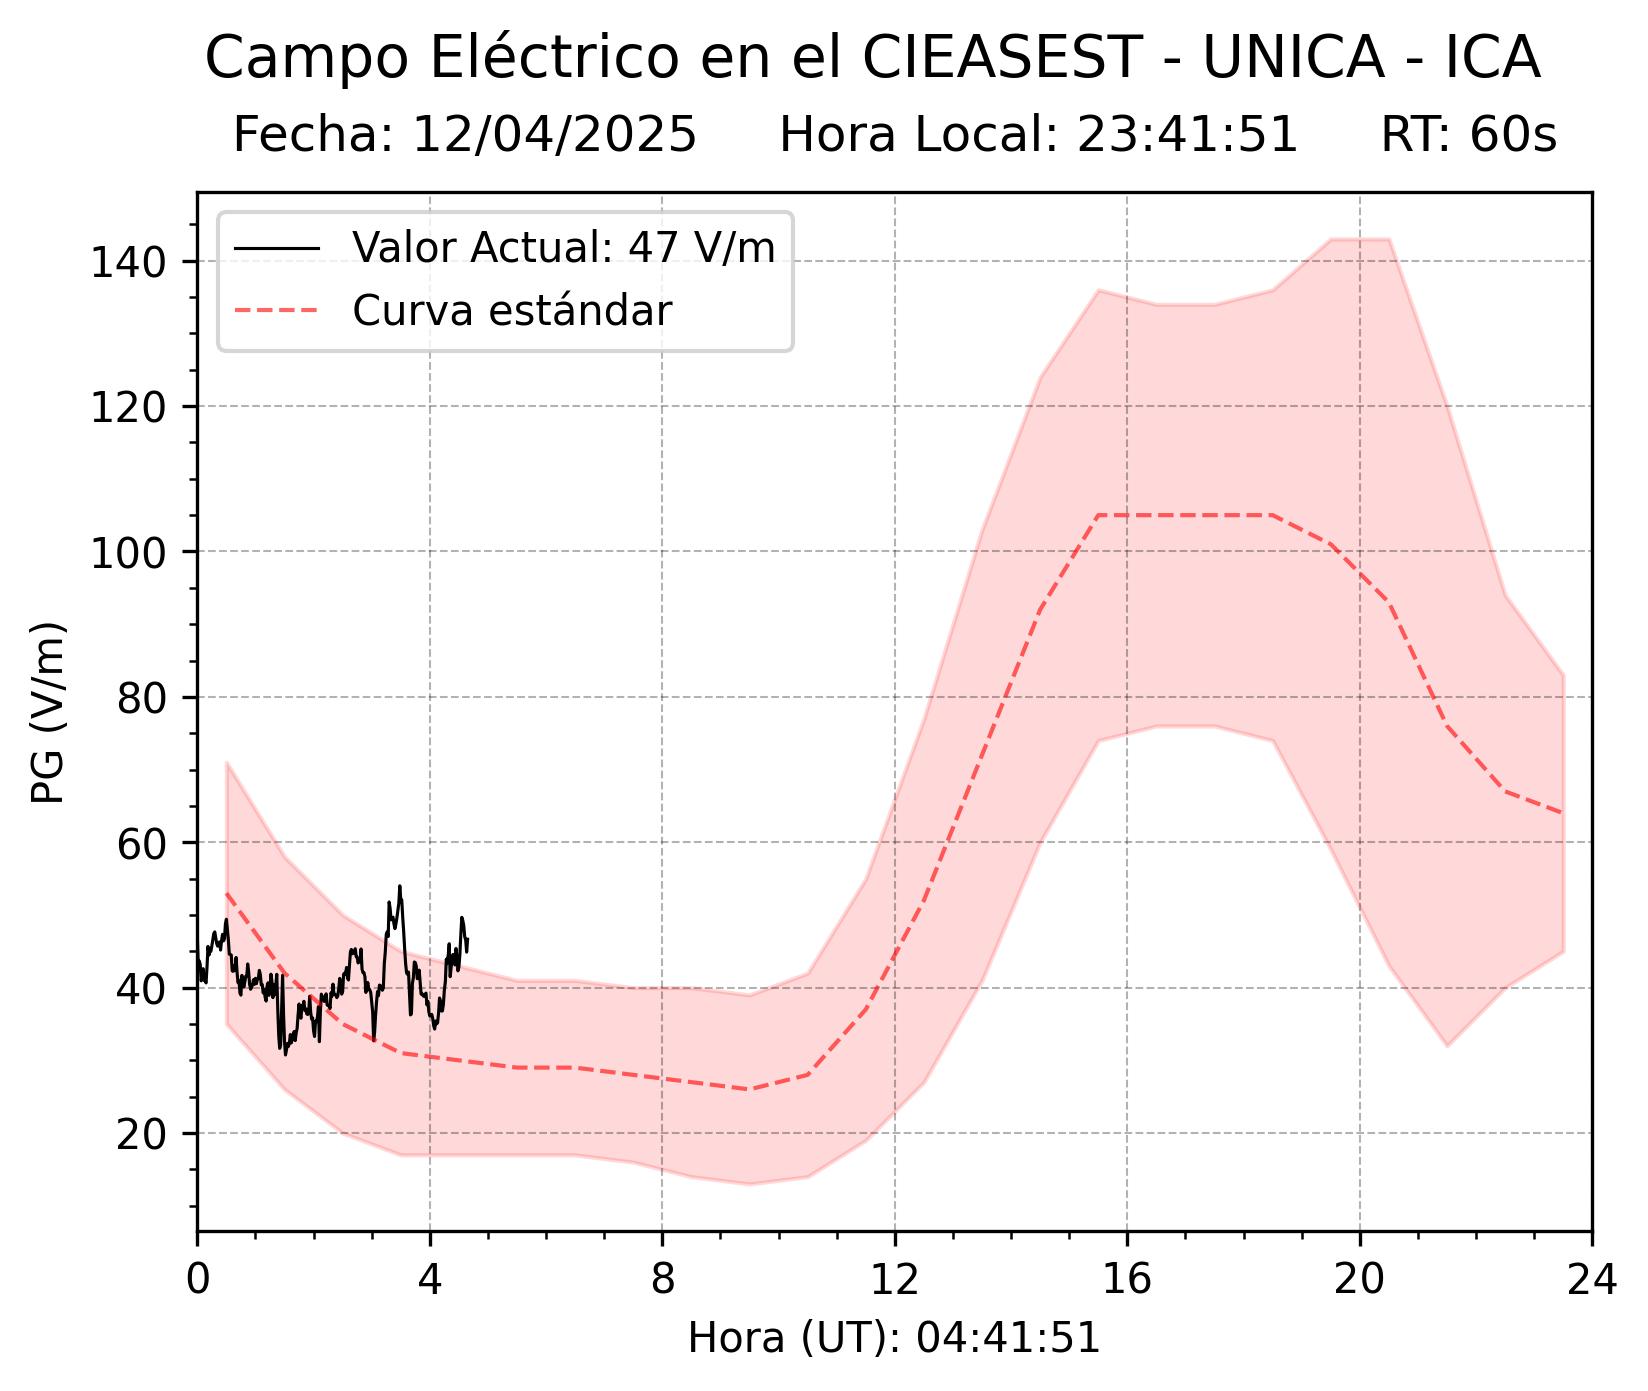 Campo Eléctrico en el CIEASEST - UNICA - ICA
Fecha: 12/04/2025 Hora Local: 23:41:51 RT: 60s
Valor Actual: 47 V/m
Curva estándar
140
120
100
80
60
40
20
PG (V/m)
0 4 8 12 16 20 24
Hora (UT): 04:41:51